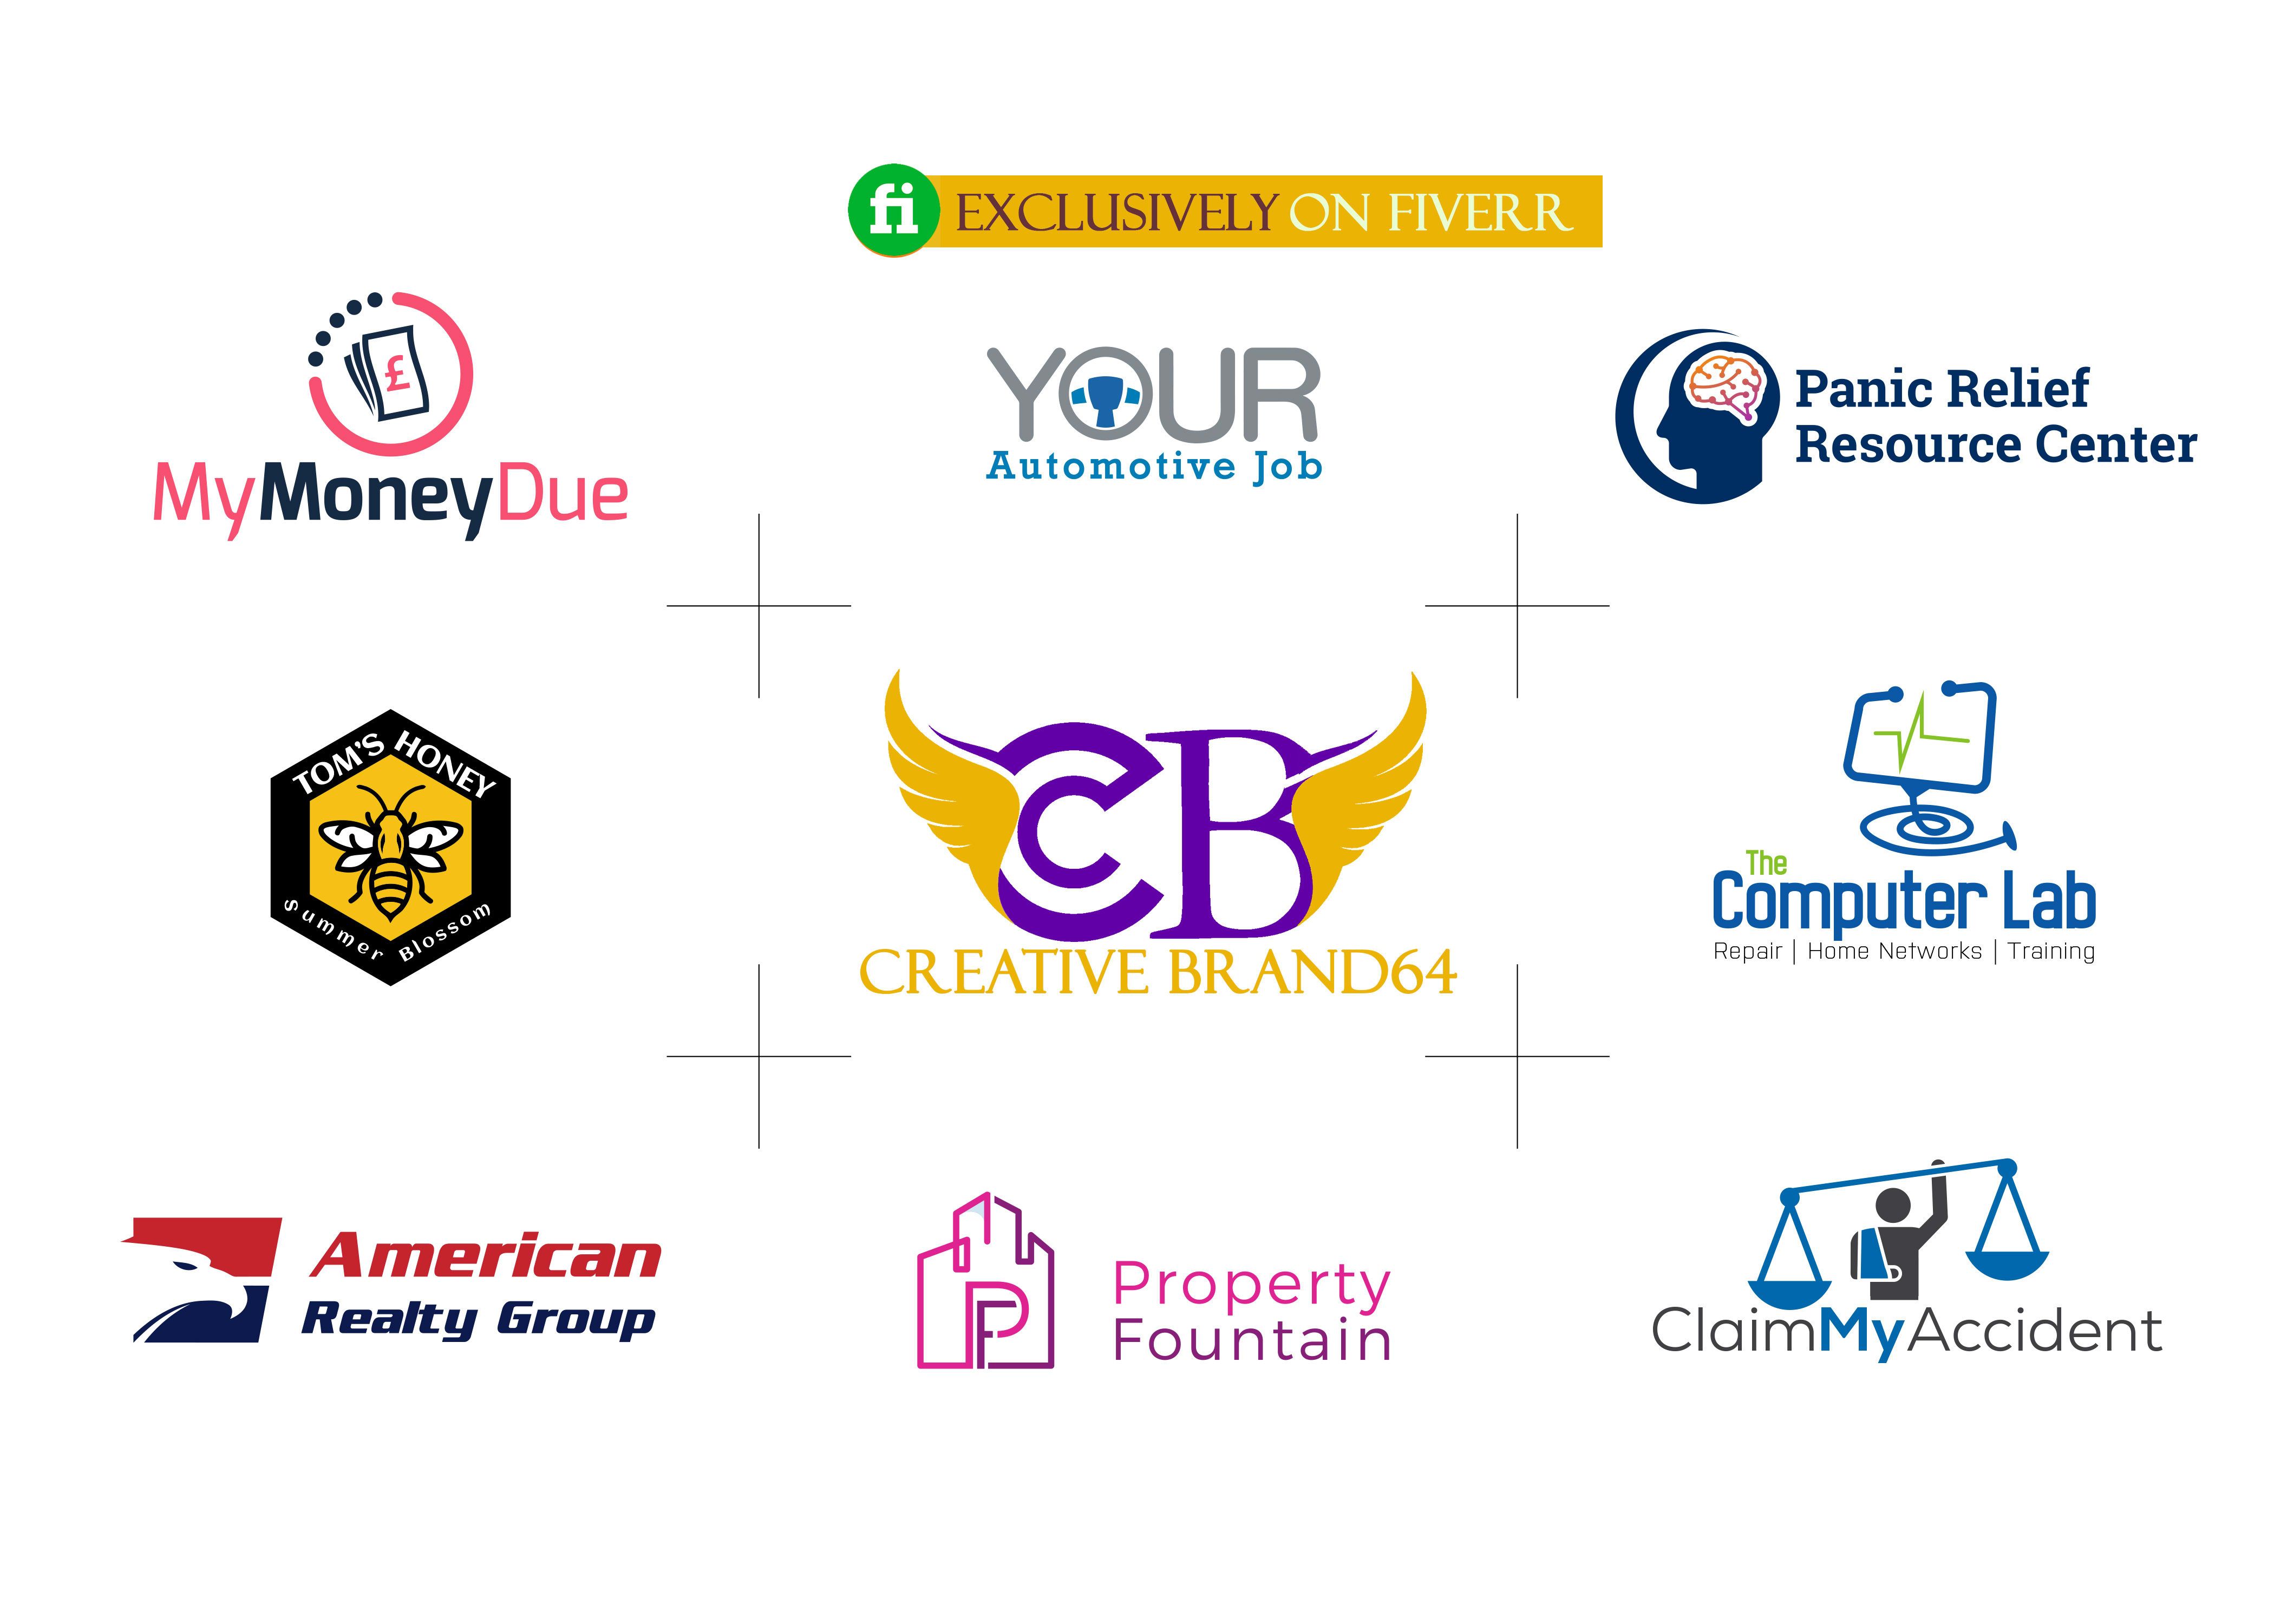 fi EXCLUSIVELY ON FIVERR
£
MyMoneyDue
YOUR
Automotive Job
Panic Relief
Resource Center
TOM'S HONEY
Summer Blossom
CB
CREATIVE BRAND64
The
Computer Lab
Repair | Home Networks | Training
American
Realty Group
PF
Property
Fountain
ClaimMyAccident